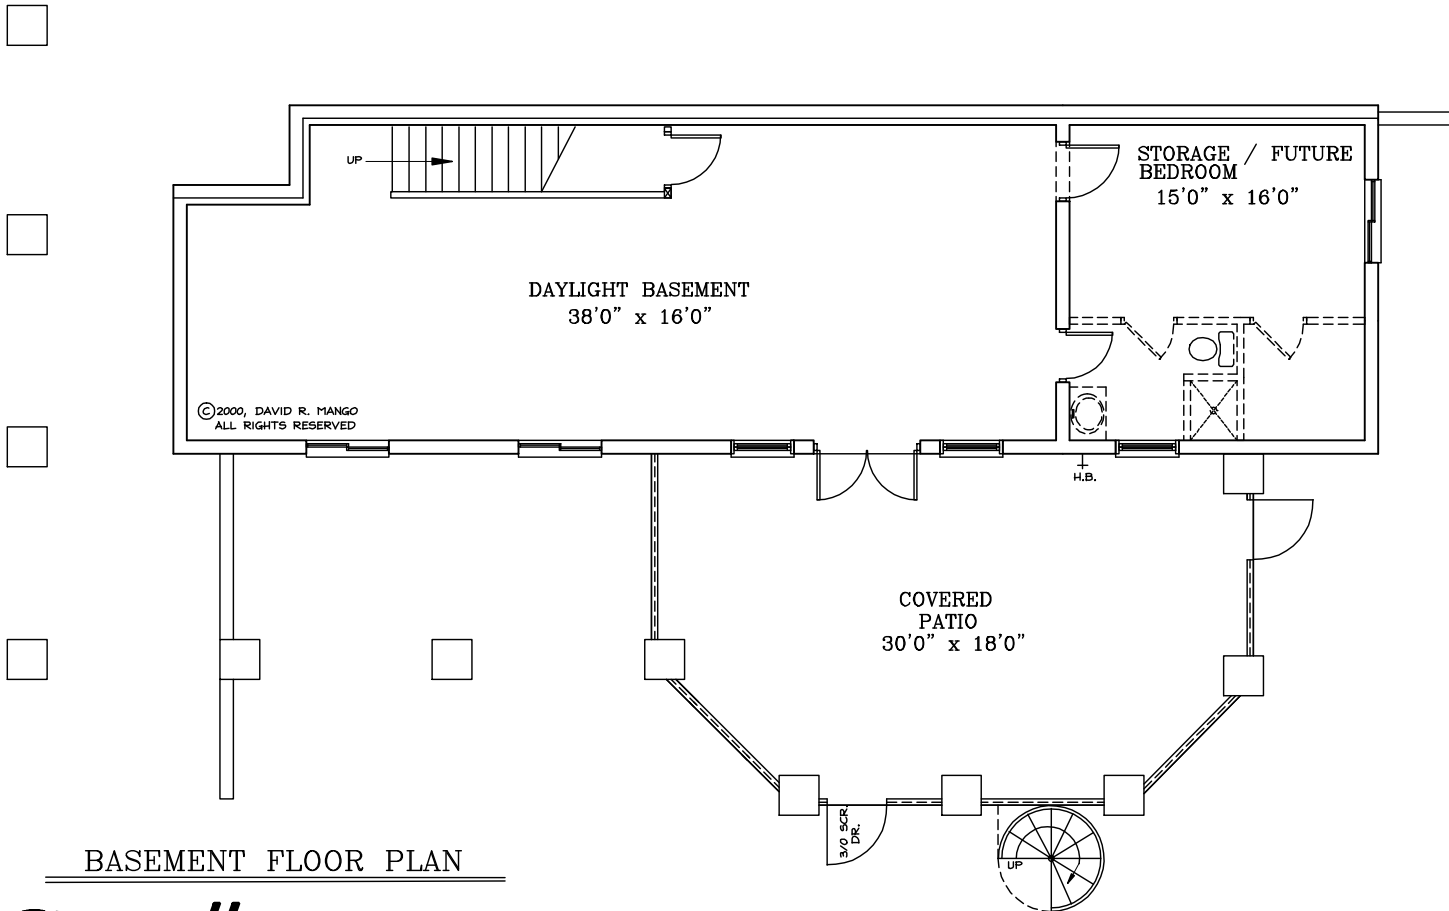 UP
STORAGE / FUTURE
BEDROOM
15'0" x 16'0"
DAYLIGHT BASEMENT
38'0" x 16'0"
©2000, DAVID R. MANGO
ALL RIGHTS RESERVED
H.B.
COVERED
PATIO
30'0" x 18'0"
3/0 SCR.
DR.
UP
BASEMENT FLOOR PLAN